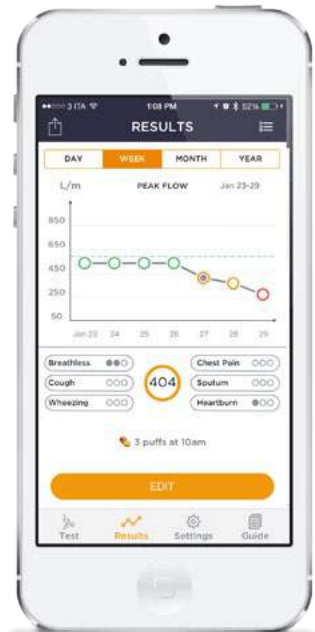 3 ITA 1:08 PM 52%
RESULTS
DAY WEEK MONTH YEAR
L/m PEAK FLOW Jan 23-29
850
650
450
250
50
Jan 23 24 25 26 27 28 29
Breathless Chest Pain
Cough 404 Sputum
Wheezing Heartburn
3 puffs at 10am
EDIT
Test Results Settings Guide